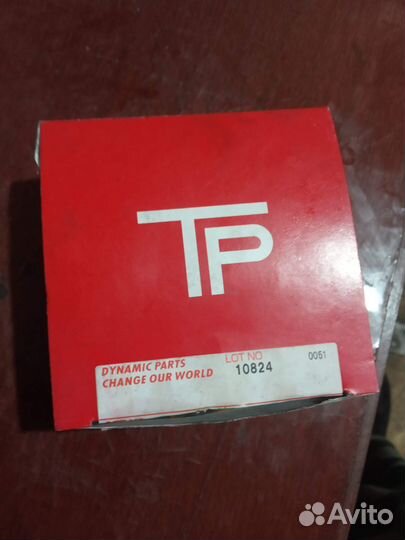 TP
DYNAMIC PARTS
CHANGE OUR WORLD
LOT NO
10824
0051
Avito